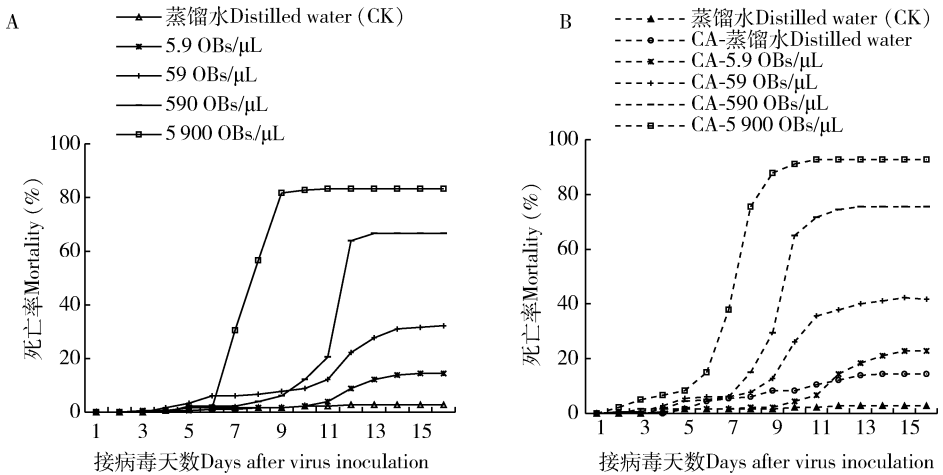 A
蒸馏水Distilled water (CK)
5.9 OBs/μL
59 OBs/μL
590 OBs/μL
5 900 OBs/μL
100
80
60
40
20
0
死亡率Mortality (%)
1 3 5 7 9 11 13 15
接病毒天数Days after virus inoculation
B
蒸馏水Distilled water (CK)
CA-蒸馏水Distilled water
CA-5.9 OBs/μL
CA-59 OBs/μL
CA-590 OBs/μL
CA-5 900 OBs/μL
100
80
60
40
20
0
死亡率Mortality (%)
1 3 5 7 9 11 13 15
接病毒天数Days after virus inoculation